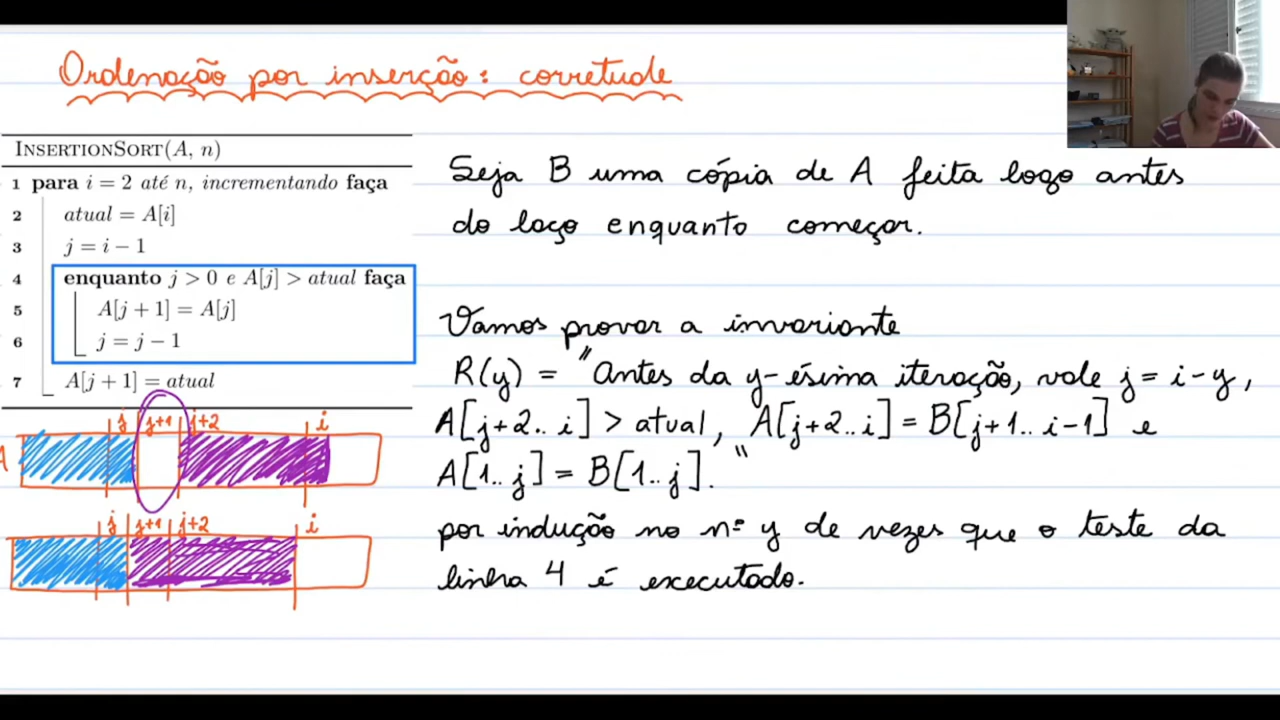 Ordenação por inserção: corretude
INSERTIONSORT(A, n)
1 para i = 2 até n, incrementando faça
2 atual = A[i]
3 j = i − 1
4 enquanto j > 0 e A[j] > atual faça
5 A[j + 1] = A[j]
6 j = j − 1
7 A[j + 1] = atual
j j+1 j+2 i
A
j j+1 j+2 i
Seja B uma cópia de A feita logo antes
do laço enquanto começar.
Vamos provar a invariante
R(y) = "Antes da y-ésima iteração, vale j = i - y,
A[j+2.. i] > atual, A[j+2.. i] = B[j+1.. i-1] e
A[1.. j] = B[1.. j]."
por indução no nº y de vezes que o teste da
linha 4 é executado.